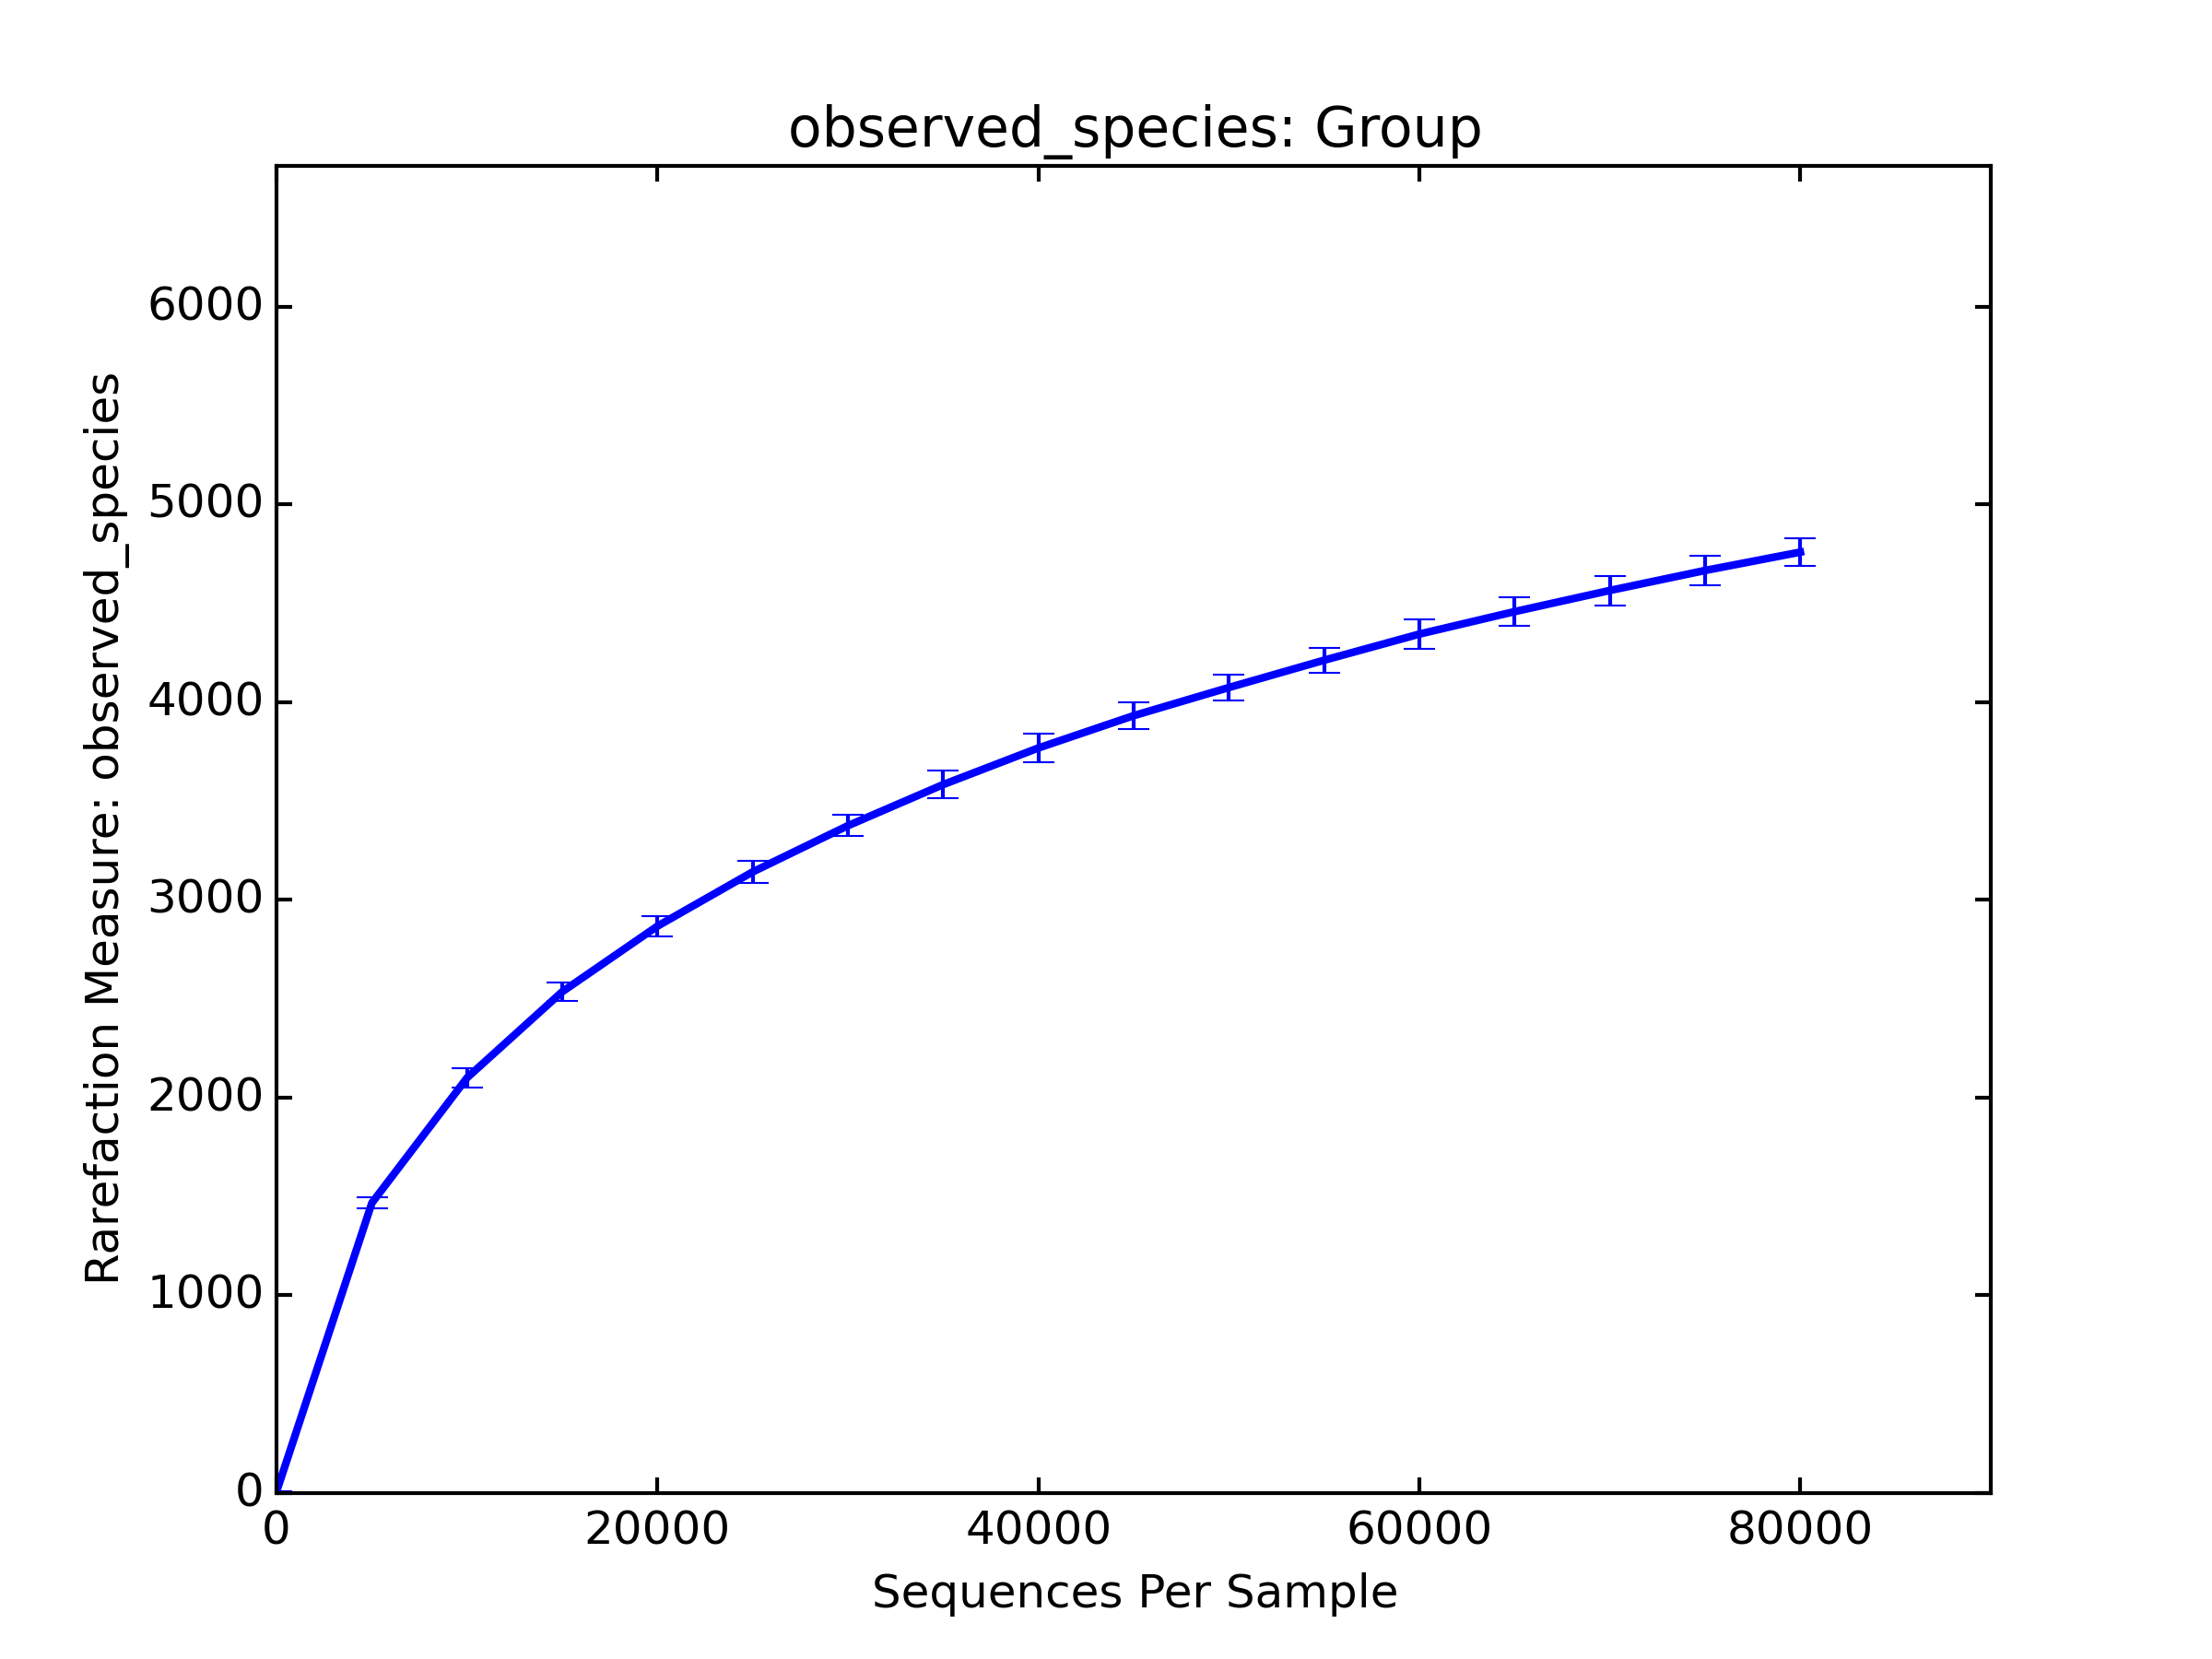 observed_species: Group
Rarefaction Measure: observed_species
6000
5000
4000
3000
2000
1000
0
0 20000 40000 60000 80000
Sequences Per Sample